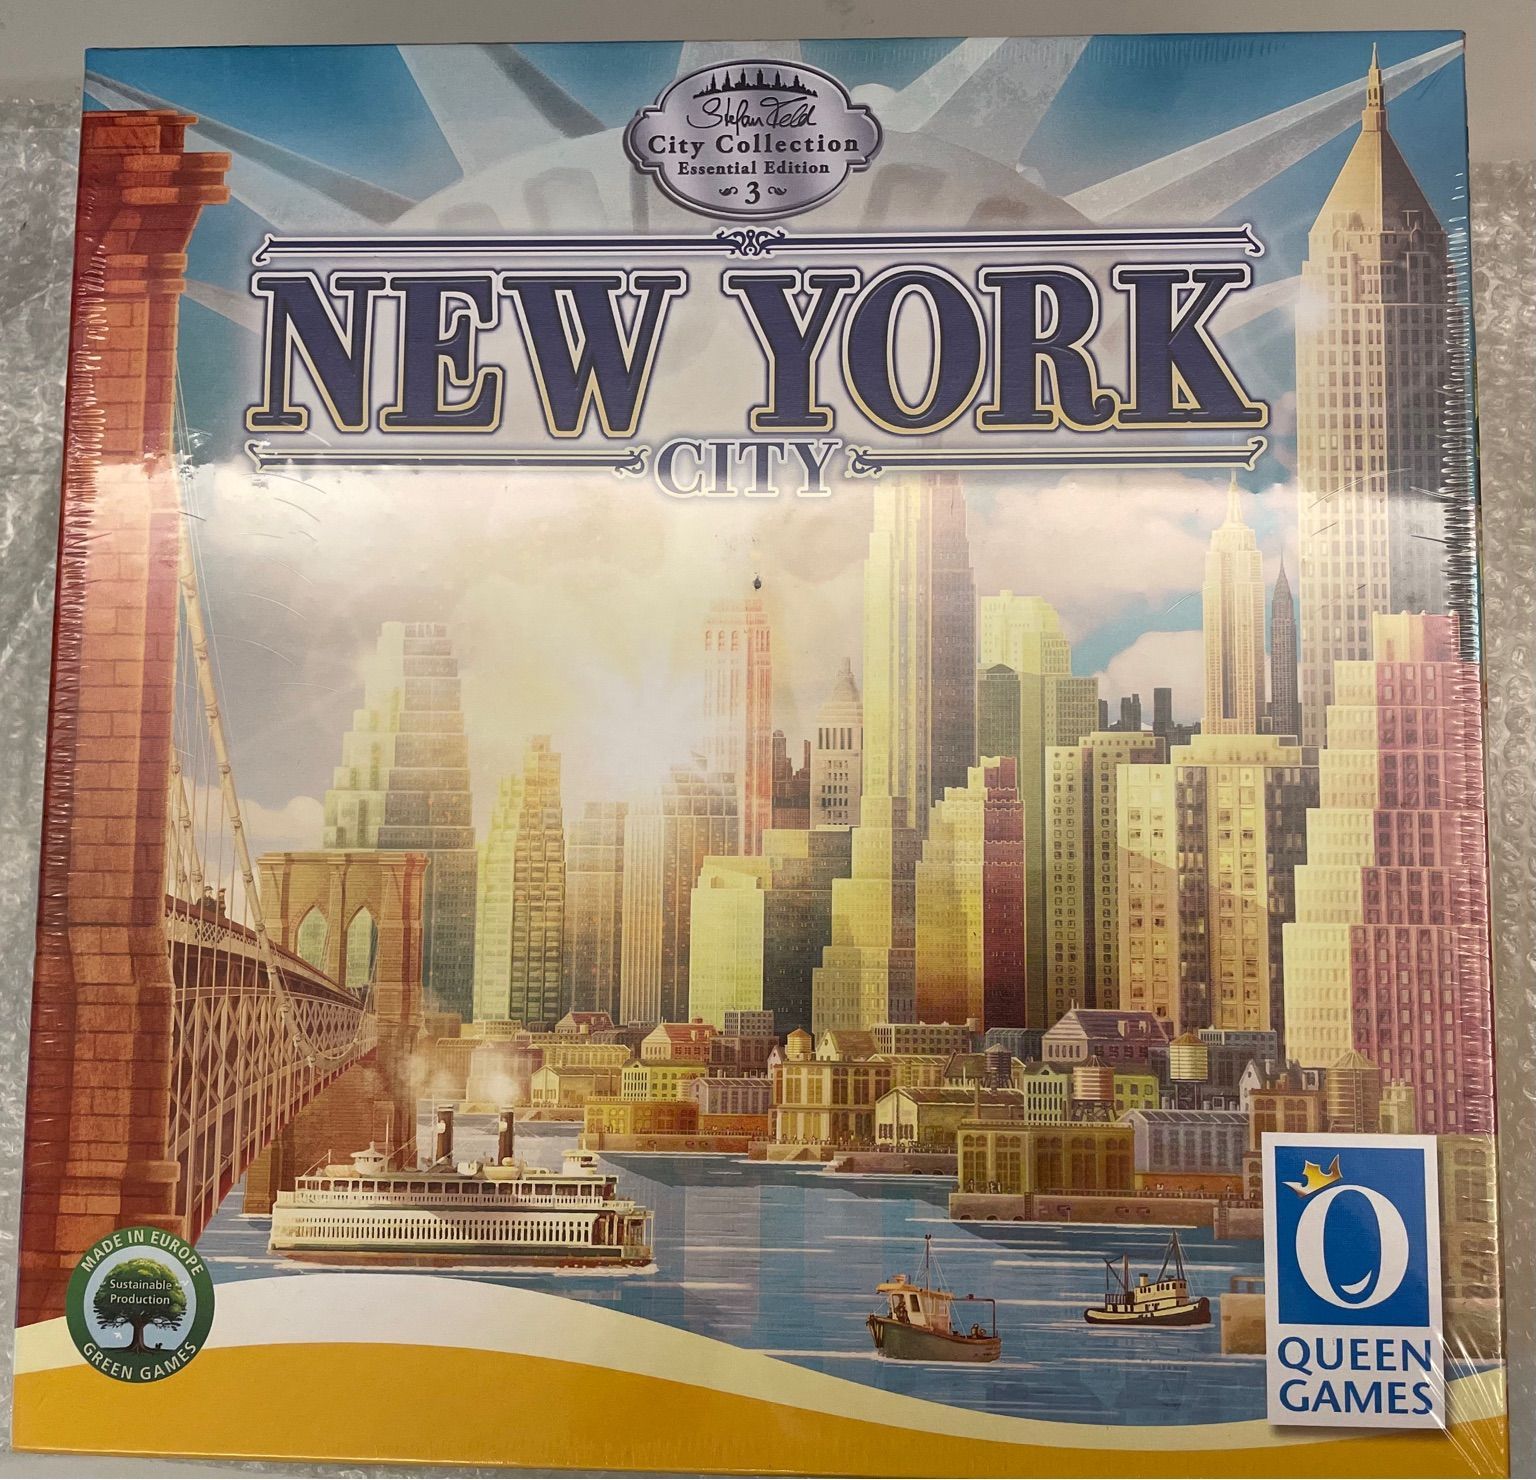 Stefan Feld
City Collection
Essential Edition
3
NEW YORK
CITY
MADE IN EUROPE
Sustainable
Production
GREEN GAMES
Q
QUEEN
GAMES